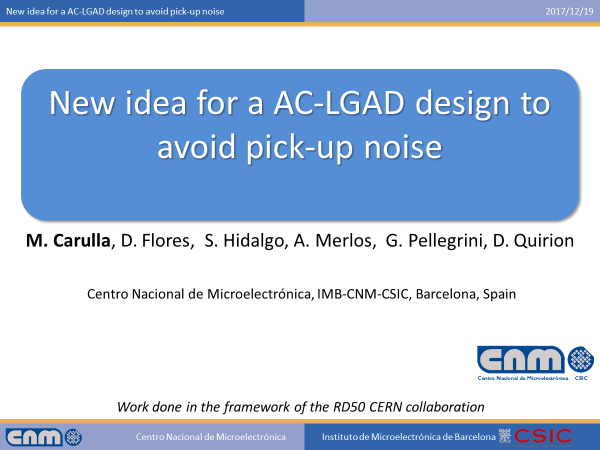 New idea for a AC-LGAD design to avoid pick-up noise
2017/12/19
New idea for a AC-LGAD design to
avoid pick-up noise
M. Carulla, D. Flores, S. Hidalgo, A. Merlos, G. Pellegrini, D. Quirion
Centro Nacional de Microelectrónica, IMB-CNM-CSIC, Barcelona, Spain
cnm
Centro Nacional de Microelectrónica CSIC
Work done in the framework of the RD50 CERN collaboration
cnm
Centro Nacional de Microelectrónica
Instituto de Microelectrónica de Barcelona
CSIC